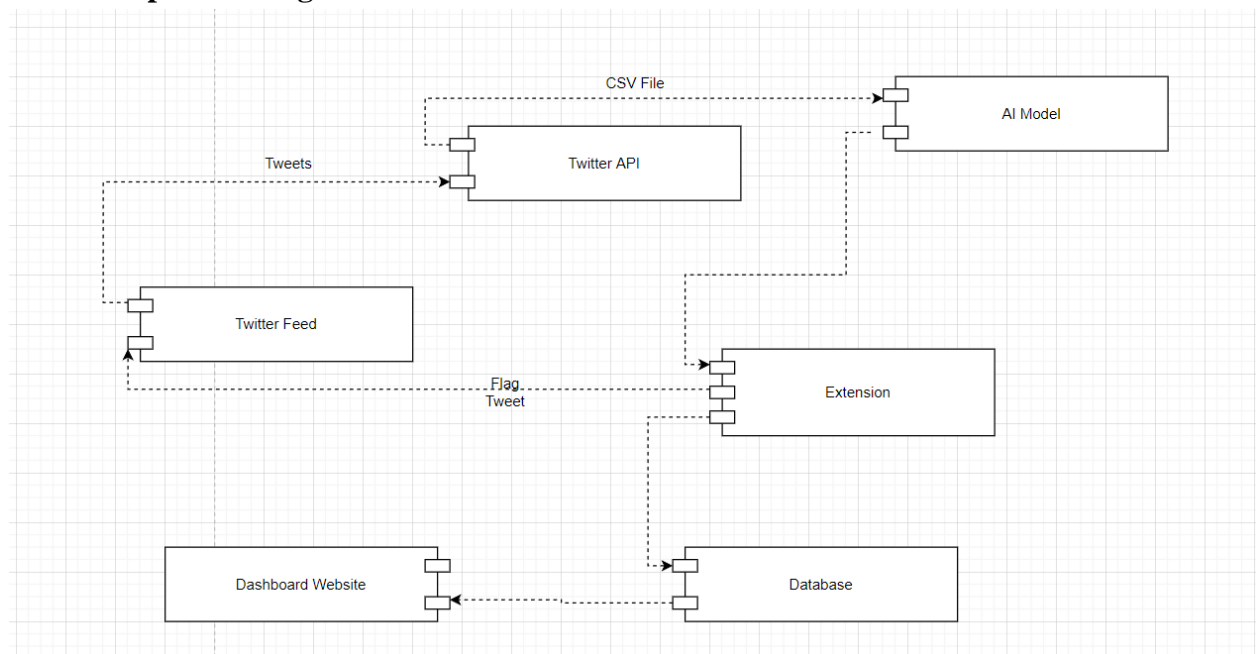 CSV File
AI Model
Twitter API
Tweets
Twitter Feed
Flag
Tweet
Extension
Dashboard Website
Database